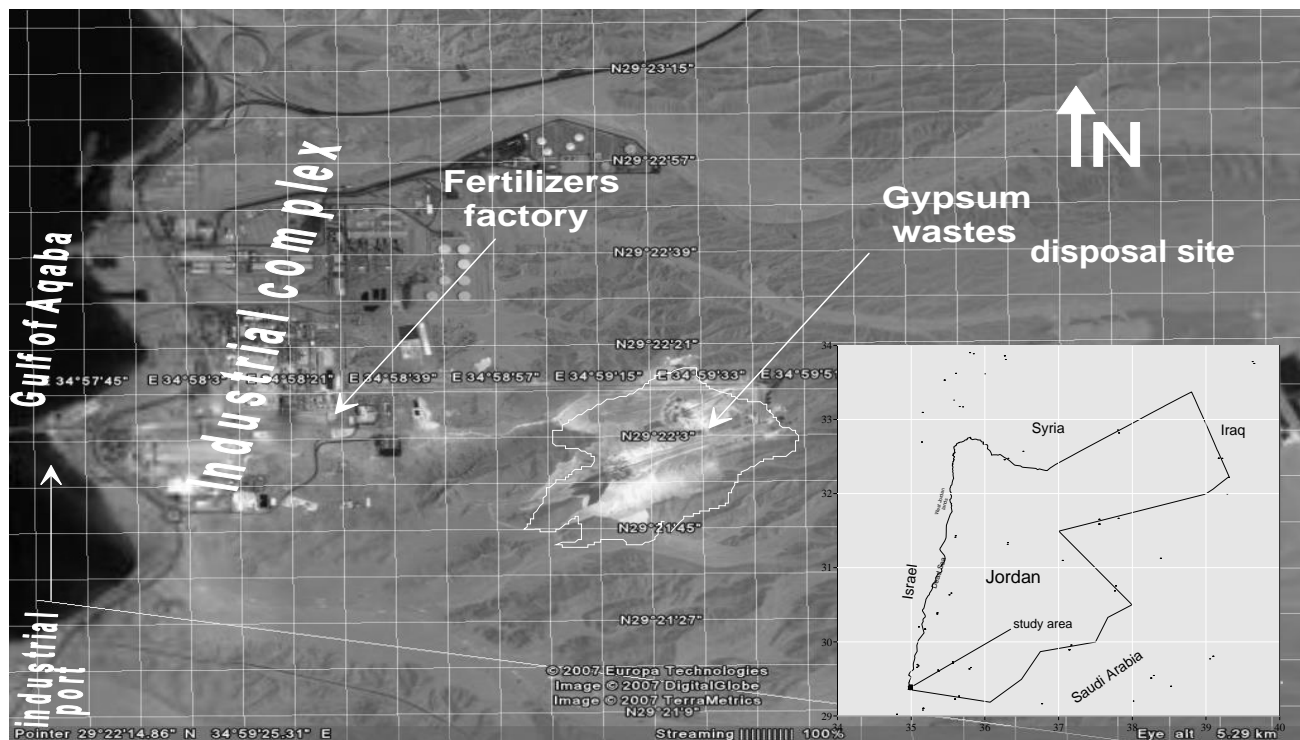 N29°23'15"
N
N29°22'57"
Fertilizers
factory
Gypsum
wastes
disposal site
N29°22'39"
Industrial complex
Gulf of Aqaba
N29°22'21"
E 34°57'45"
E 34°58'3"
34°58'21"
E 34°58'39"
E 34°58'57"
E 34°59'15"
E 34°59'33"
E 34°59'5
N29°22'3"
N29°21'45"
N29°21'27"
industrial
port
© 2007 Europa Technologies
Image © 2007 DigitalGlobe
Image © 2007 TerraMetrics
N29°21'9"
Pointer 29°22'14.86" N 34°59'25.31" E
Streaming |||||||||| 100%
Eye alt 5.29 km
34
33
32
31
30
29
34
35
36
37
38
39
40
Syria
Iraq
Israel
Dead Sea
Jordan
study area
Saudi Arabia